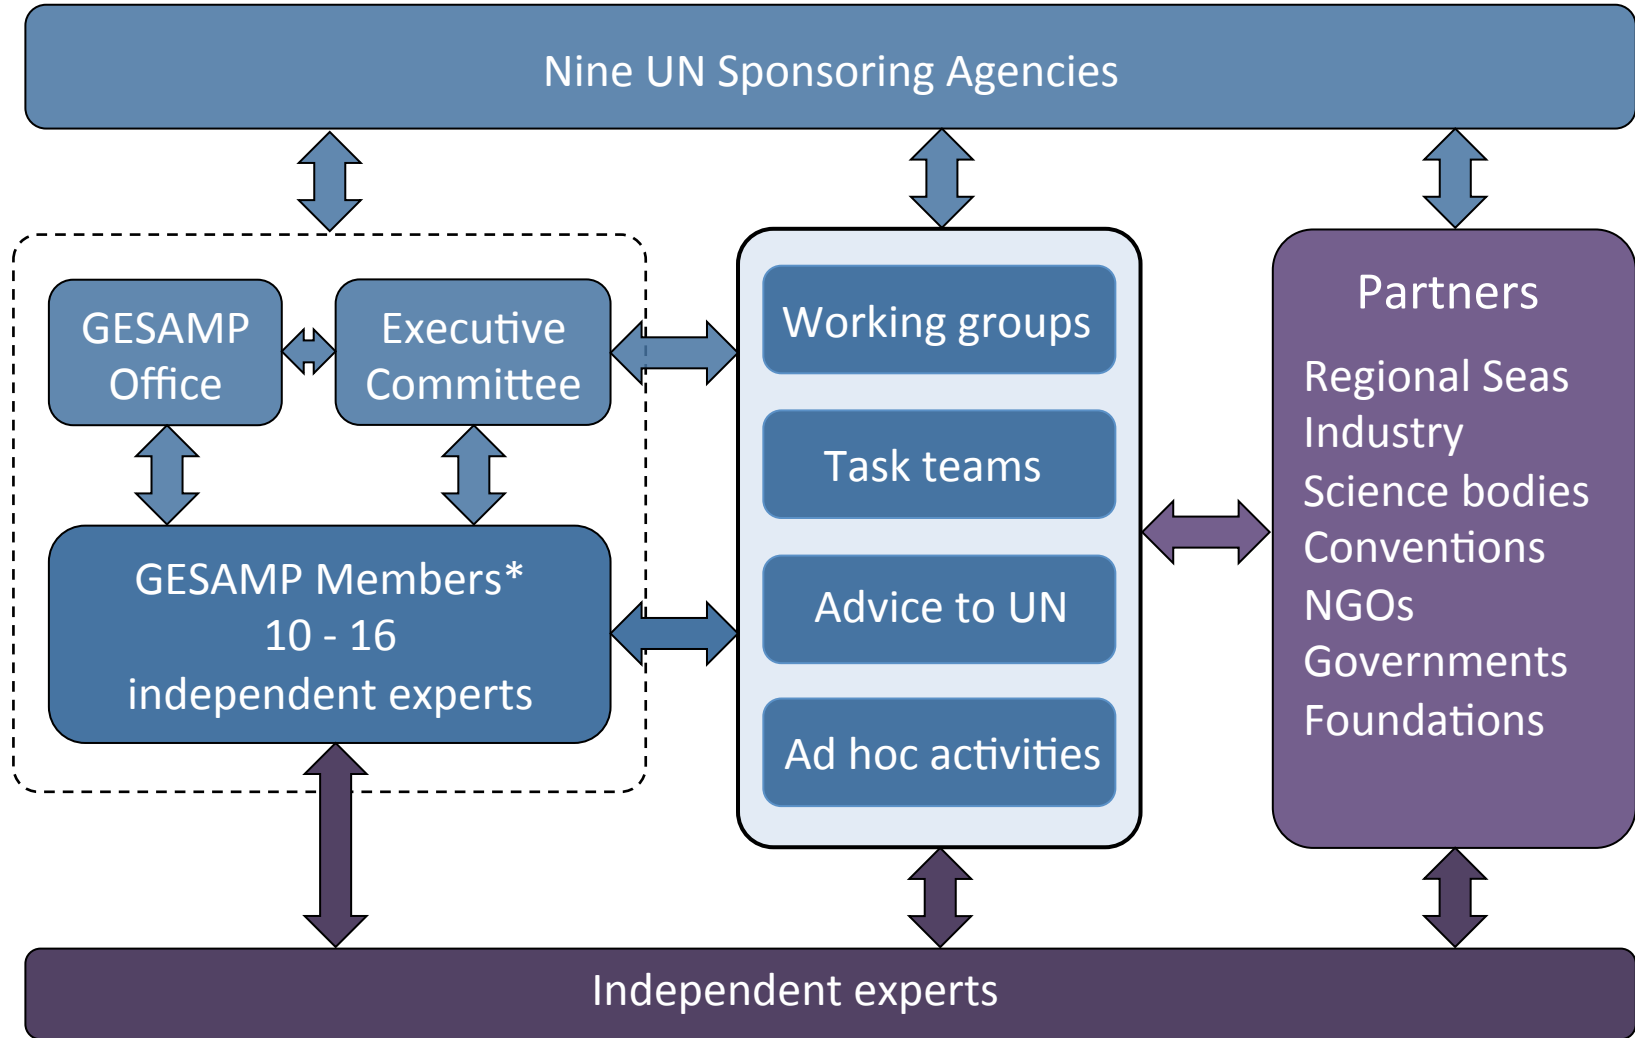 Nine UN Sponsoring Agencies
GESAMP
Office
Executive
Committee
GESAMP Members*
10 - 16
independent experts
Working groups
Task teams
Advice to UN
Ad hoc activities
Partners
Regional Seas
Industry
Science bodies
Conventions
NGOs
Governments
Foundations
Independent experts